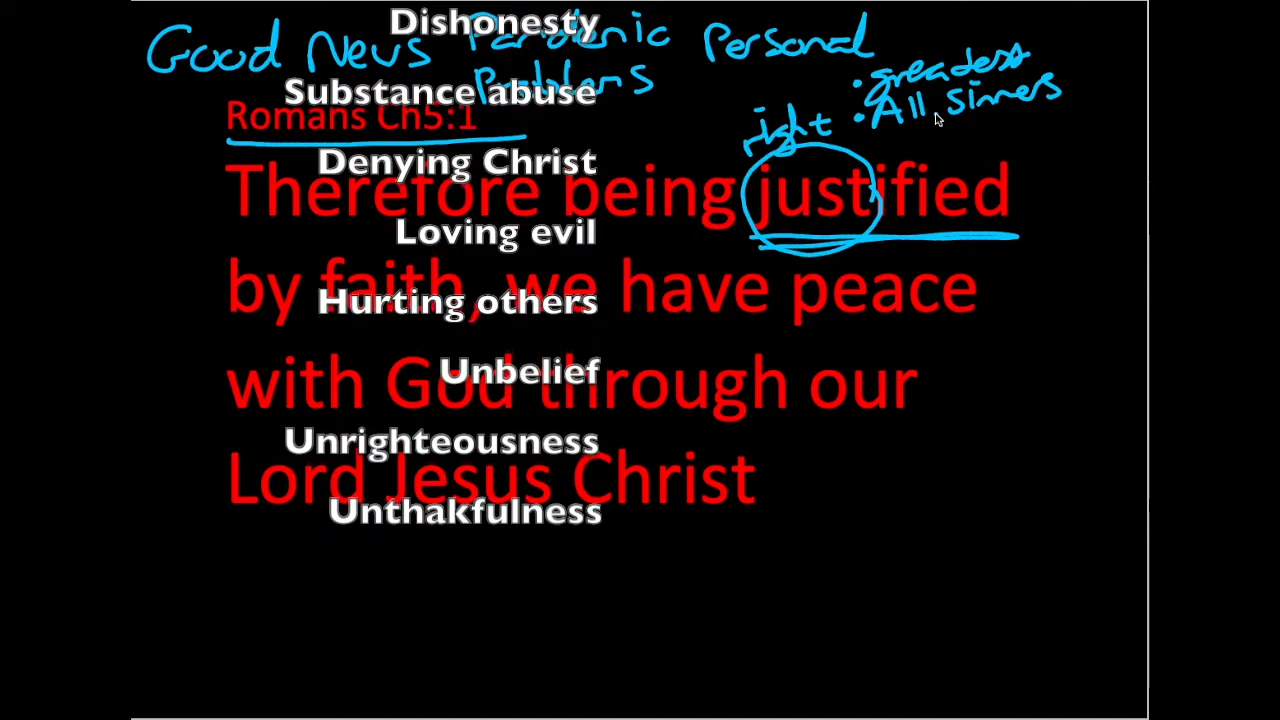 Dishonesty
Good News Pandemic Personal
Problems
• greatest
• All sinners
Substance abuse
Romans Ch5:1
right
Denying Christ
Therefore being justified
Loving evil
by faith, we have peace
Hurting others
with God through our
Unbelief
Unrighteousness
Lord Jesus Christ
Unthakfulness